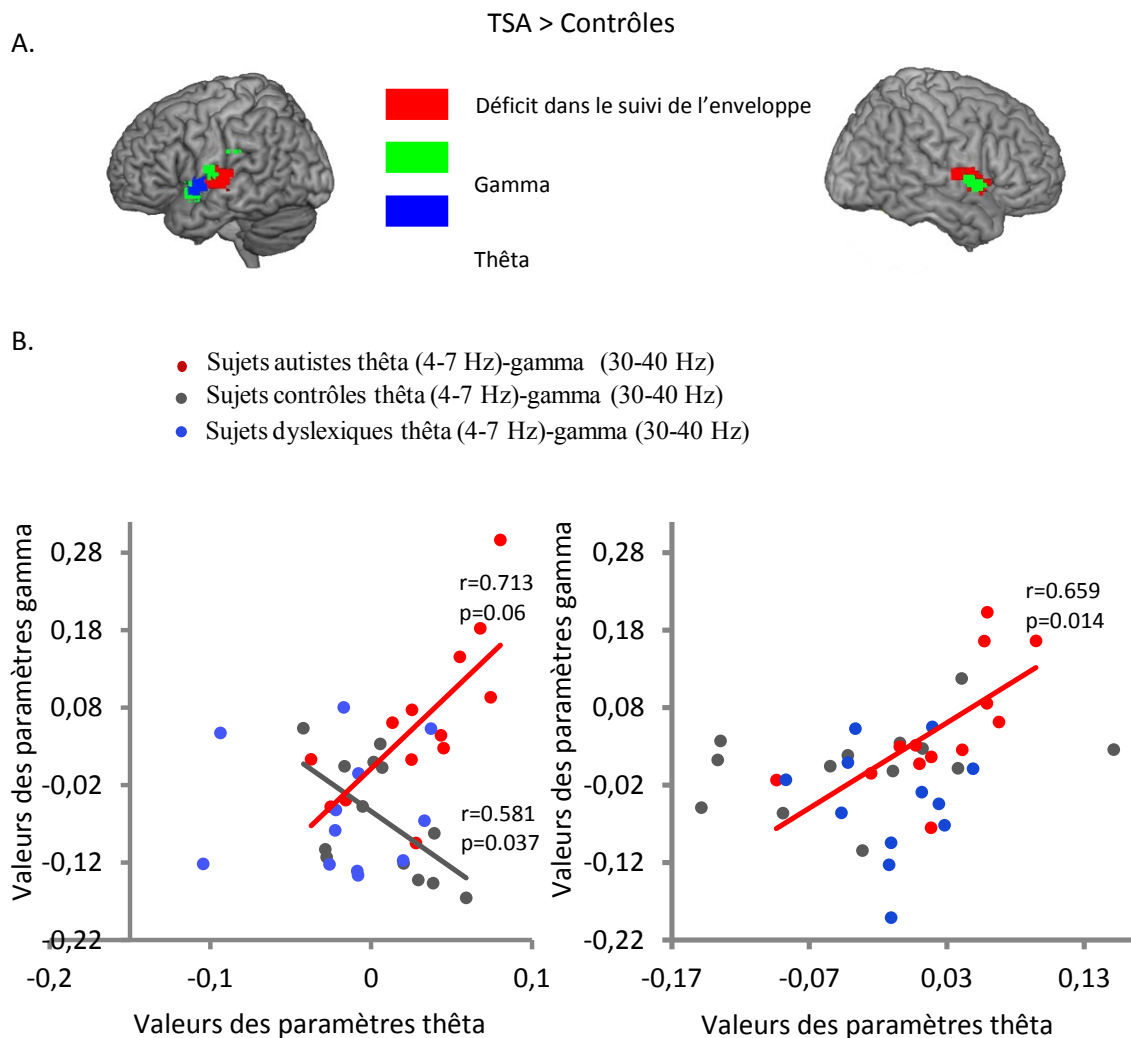 TSA > Contrôles
A.
Déficit dans le suivi de l'enveloppe
Gamma
Thêta
B.
Sujets autistes thêta (4-7 Hz)-gamma (30-40 Hz)
Sujets contrôles thêta (4-7 Hz)-gamma (30-40 Hz)
Sujets dyslexiques thêta (4-7 Hz)-gamma (30-40 Hz)
Valeurs des paramètres gamma
0,28
0,18
0,08
-0,02
-0,12
-0,22
r=0.713
p=0.06
r=0.581
p=0.037
-0,2
-0,1
0
0,1
Valeurs des paramètres thêta
Valeurs des paramètres gamma
0,28
0,18
0,08
-0,02
-0,12
-0,22
r=0.659
p=0.014
-0,17
-0,07
0,03
0,13
Valeurs des paramètres thêta